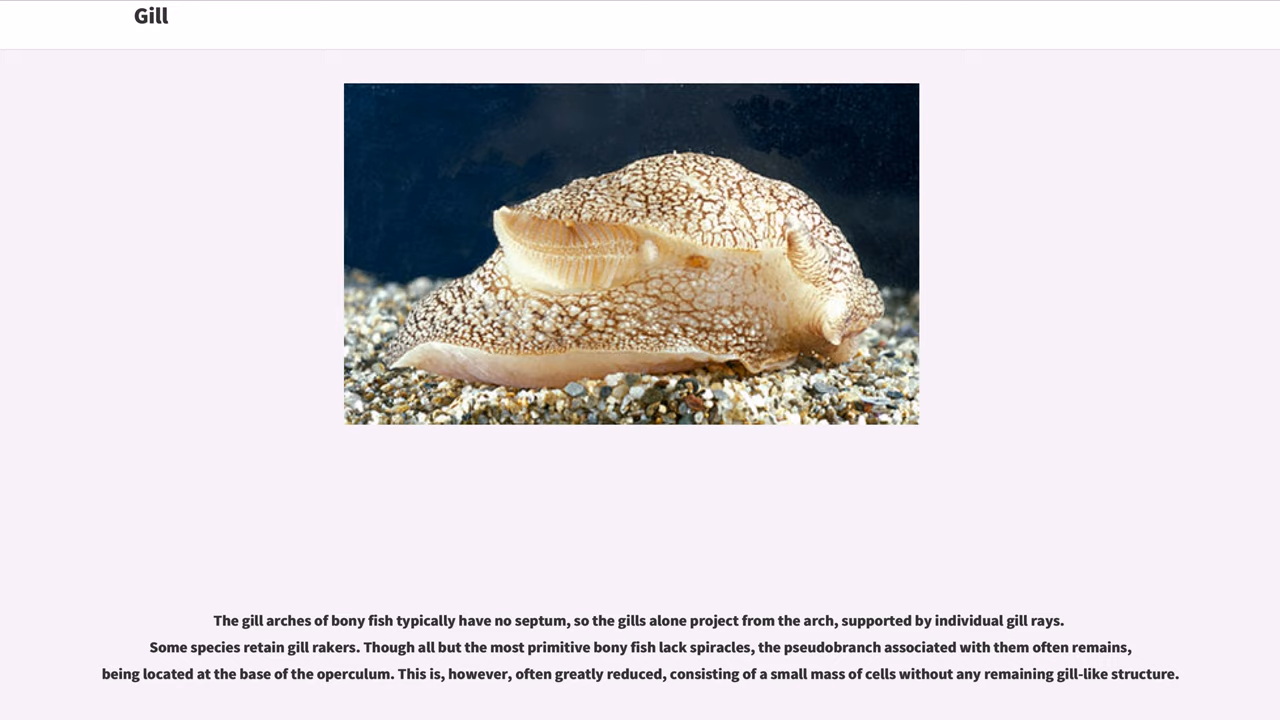 Gill
The gill arches of bony fish typically have no septum, so the gills alone project from the arch, supported by individual gill rays.
Some species retain gill rakers. Though all but the most primitive bony fish lack spiracles, the pseudobranch associated with them often remains,
being located at the base of the operculum. This is, however, often greatly reduced, consisting of a small mass of cells without any remaining gill-like structure.